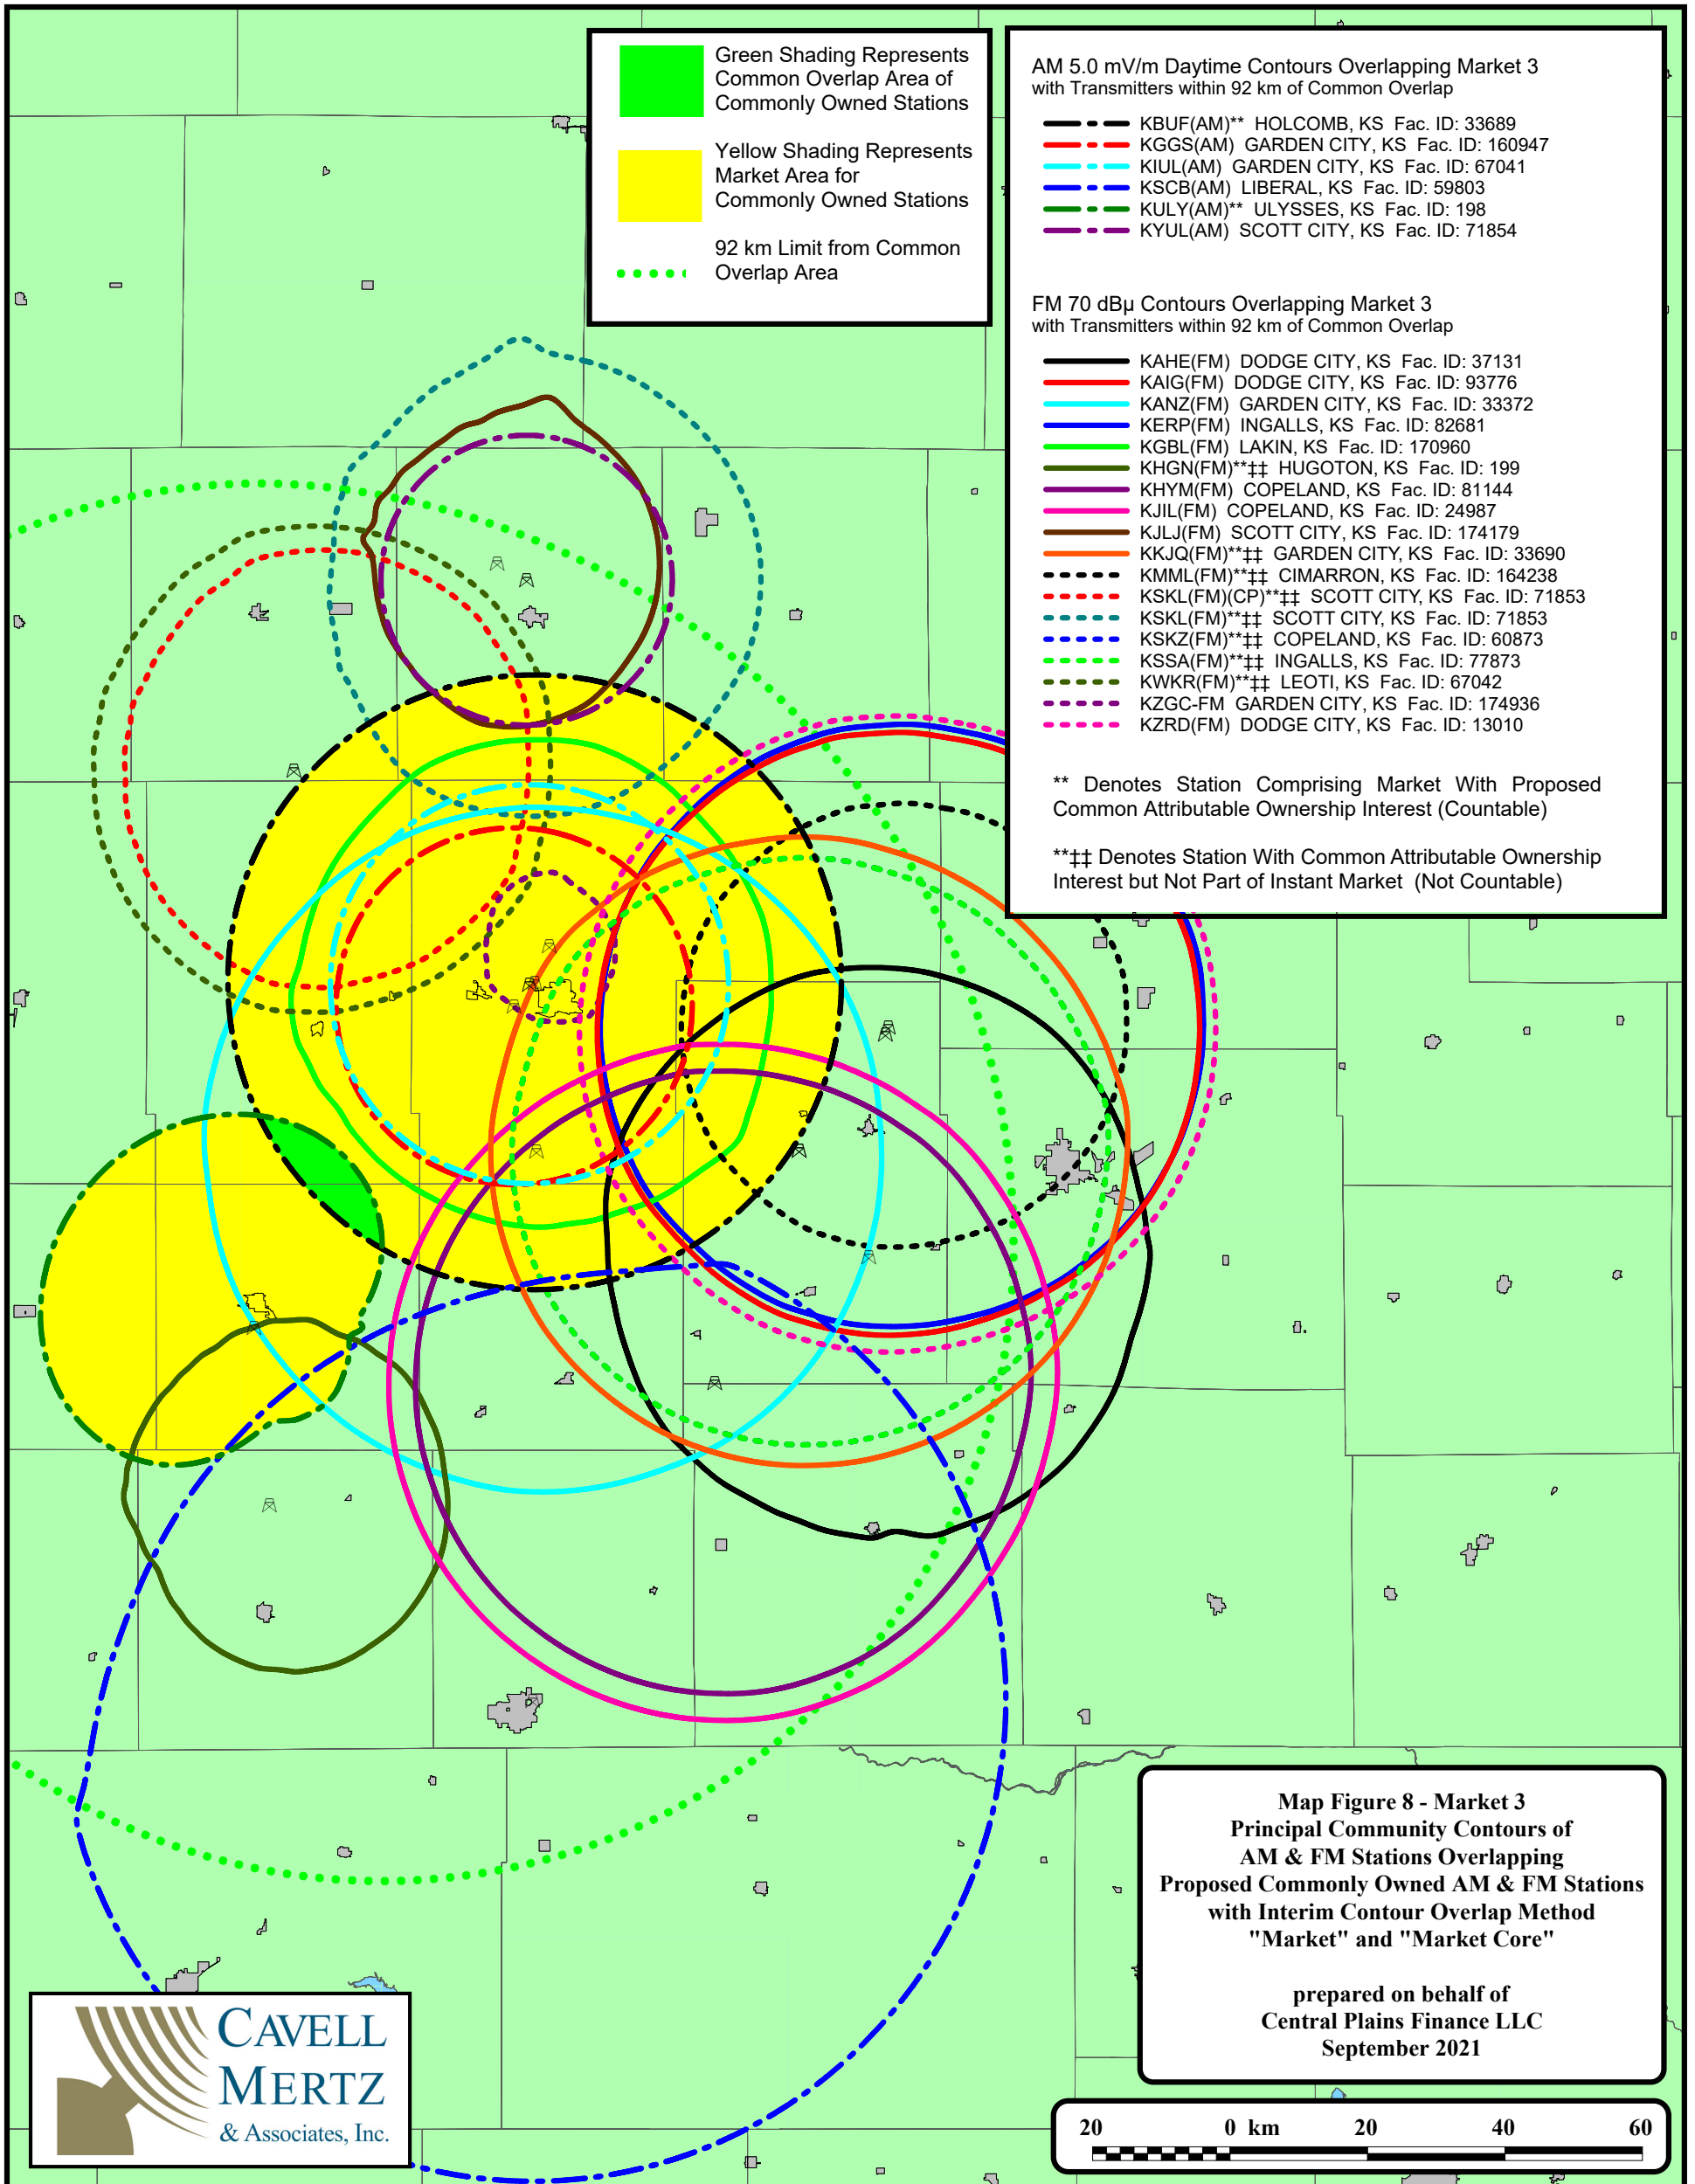 Green Shading Represents
Common Overlap Area of
Commonly Owned Stations
Yellow Shading Represents
Market Area for
Commonly Owned Stations
92 km Limit from Common
Overlap Area
AM 5.0 mV/m Daytime Contours Overlapping Market 3
with Transmitters within 92 km of Common Overlap
KBUF(AM)** HOLCOMB, KS Fac. ID: 33689
KGGS(AM) GARDEN CITY, KS Fac. ID: 160947
KIUL(AM) GARDEN CITY, KS Fac. ID: 67041
KSCB(AM) LIBERAL, KS Fac. ID: 59803
KULY(AM)** ULYSSES, KS Fac. ID: 198
KYUL(AM) SCOTT CITY, KS Fac. ID: 71854
FM 70 dBµ Contours Overlapping Market 3
with Transmitters within 92 km of Common Overlap
KAHE(FM) DODGE CITY, KS Fac. ID: 37131
KAIG(FM) DODGE CITY, KS Fac. ID: 93776
KANZ(FM) GARDEN CITY, KS Fac. ID: 33372
KERP(FM) INGALLS, KS Fac. ID: 82681
KGBL(FM) LAKIN, KS Fac. ID: 170960
KHGN(FM)**‡‡ HUGOTON, KS Fac. ID: 199
KHYM(FM) COPELAND, KS Fac. ID: 81144
KJIL(FM) COPELAND, KS Fac. ID: 24987
KJLJ(FM) SCOTT CITY, KS Fac. ID: 174179
KKJQ(FM)**‡‡ GARDEN CITY, KS Fac. ID: 33690
KMML(FM)**‡‡ CIMARRON, KS Fac. ID: 164238
KSKL(FM)(CP)**‡‡ SCOTT CITY, KS Fac. ID: 71853
KSKL(FM)**‡‡ SCOTT CITY, KS Fac. ID: 71853
KSKZ(FM)**‡‡ COPELAND, KS Fac. ID: 60873
KSSA(FM)**‡‡ INGALLS, KS Fac. ID: 77873
KWKR(FM)**‡‡ LEOTI, KS Fac. ID: 67042
KZGC-FM GARDEN CITY, KS Fac. ID: 174936
KZRD(FM) DODGE CITY, KS Fac. ID: 13010
** Denotes Station Comprising Market With Proposed
Common Attributable Ownership Interest (Countable)
**‡‡ Denotes Station With Common Attributable Ownership
Interest but Not Part of Instant Market (Not Countable)
Map Figure 8 - Market 3
Principal Community Contours of
AM & FM Stations Overlapping
Proposed Commonly Owned AM & FM Stations
with Interim Contour Overlap Method
"Market" and "Market Core"
prepared on behalf of
Central Plains Finance LLC
September 2021
CAVELL
MERTZ
& Associates, Inc.
20 0 km 20 40 60